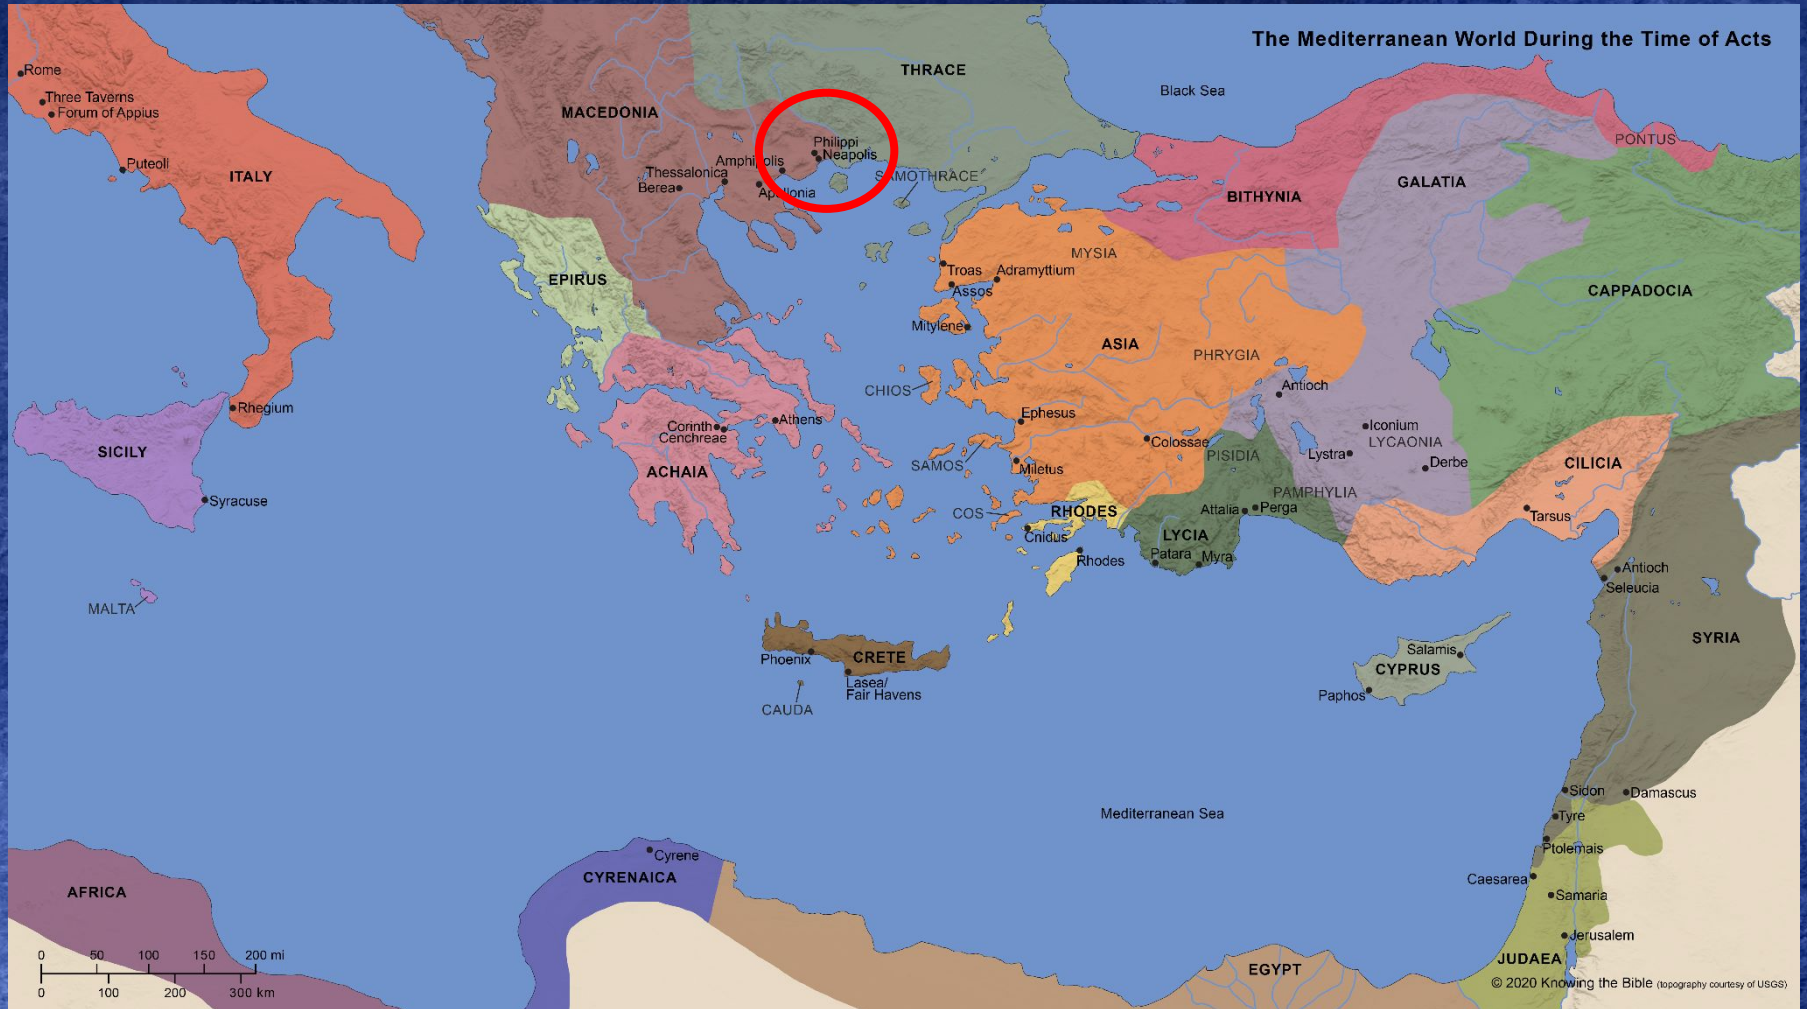 The Mediterranean World During the Time of Acts
Rome
Three Taverns
Forum of Appius
Puteoli
ITALY
MACEDONIA
THRACE
Black Sea
Philippi
Neapolis
Amphipolis
Thessalonica
Berea
Apollonia
SAMOTHRACE
BITHYNIA
GALATIA
PONTUS
EPIRUS
MYSIA
Troas
Adramyttium
Assos
Mitylene
ASIA
PHRYGIA
CAPPADOCIA
CHIOS
Antioch
Rhegium
SICILY
Syracuse
Corinth
Cenchreae
Athens
ACHAIA
Ephesus
Colossae
SAMOS
Miletus
PISIDIA
Iconium
LYCAONIA
Lystra
Derbe
CILICIA
Tarsus
PAMPHYLIA
COS
RHODES
Cnidus
Rhodes
Attalia
Perga
LYCIA
Patara
Myra
Antioch
Seleucia
MALTA
SYRIA
Phoenix
CRETE
Lasea/
Fair Havens
CAUDA
Salamis
CYPRUS
Paphos
Mediterranean Sea
Sidon
Damascus
Tyre
Ptolemais
Caesarea
Samaria
Jerusalem
JUDAEA
AFRICA
Cyrene
CYRENAICA
EGYPT
0 50 100 150 200 mi
0 100 200 300 km
© 2020 Knowing the Bible (topography courtesy of USGS)